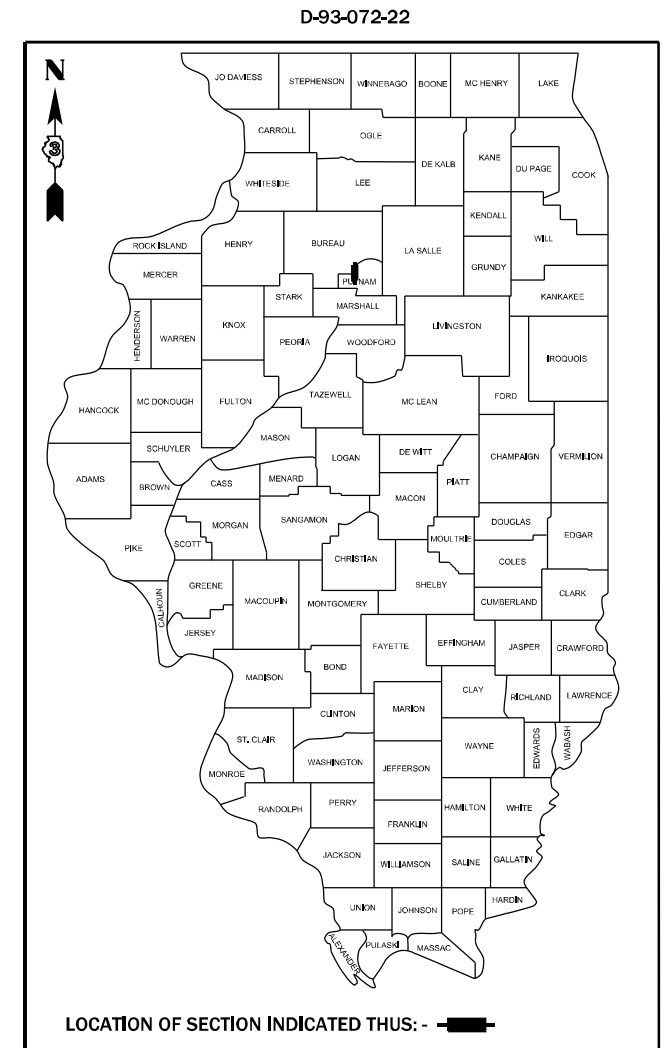 D-93-072-22
N
3
JO DAVIESS STEPHENSON WINNEBAGO BOONE MC HENRY LAKE
CARROLL OGLE
DE KALB KANE
DU PAGE COOK
WHITESIDE LEE
KENDALL
ROCK ISLAND HENRY BUREAU LA SALLE WILL
GRUNDY
MERCER
PUTNAM
STARK MARSHALL KANKAKEE
HENDERSON WARREN KNOX PEORIA WOODFORD LIVINGSTON
IROQUOIS
HANCOCK MC DONOUGH FULTON TAZEWELL MC LEAN FORD
MASON
SCHUYLER LOGAN DE WITT CHAMPAIGN VERMILION
ADAMS BROWN CASS MENARD PIATT
MACON
PIKE SCOTT MORGAN SANGAMON MOULTRIE DOUGLAS EDGAR
CHRISTIAN COLES
CALHOUN GREENE MACOUPIN MONTGOMERY SHELBY CUMBERLAND CLARK
JERSEY
FAYETTE EFFINGHAM JASPER CRAWFORD
MADISON BOND
CLAY RICHLAND LAWRENCE
CLINTON MARION
ST. CLAIR WAYNE EDWARDS WABASH
WASHINGTON JEFFERSON
MONROE
RANDOLPH PERRY HAMILTON WHITE
FRANKLIN
JACKSON WILLIAMSON SALINE GALLATIN
HARDIN
UNION JOHNSON POPE
ALEXANDER PULASKI MASSAC
LOCATION OF SECTION INDICATED THUS: -